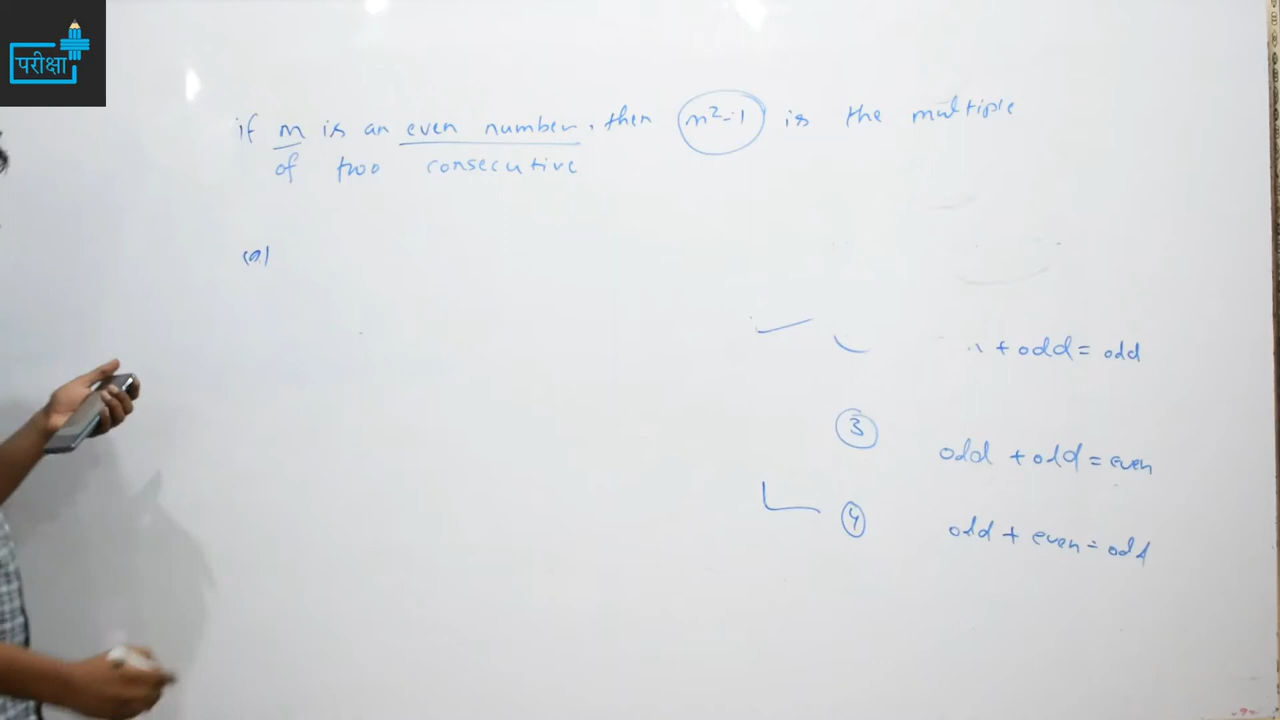 परीक्षा
if m is an even number, then m²-1 is the multiple
of two consecutive
(a)
+ odd = odd
3 odd + odd = even
4 odd + even = odd